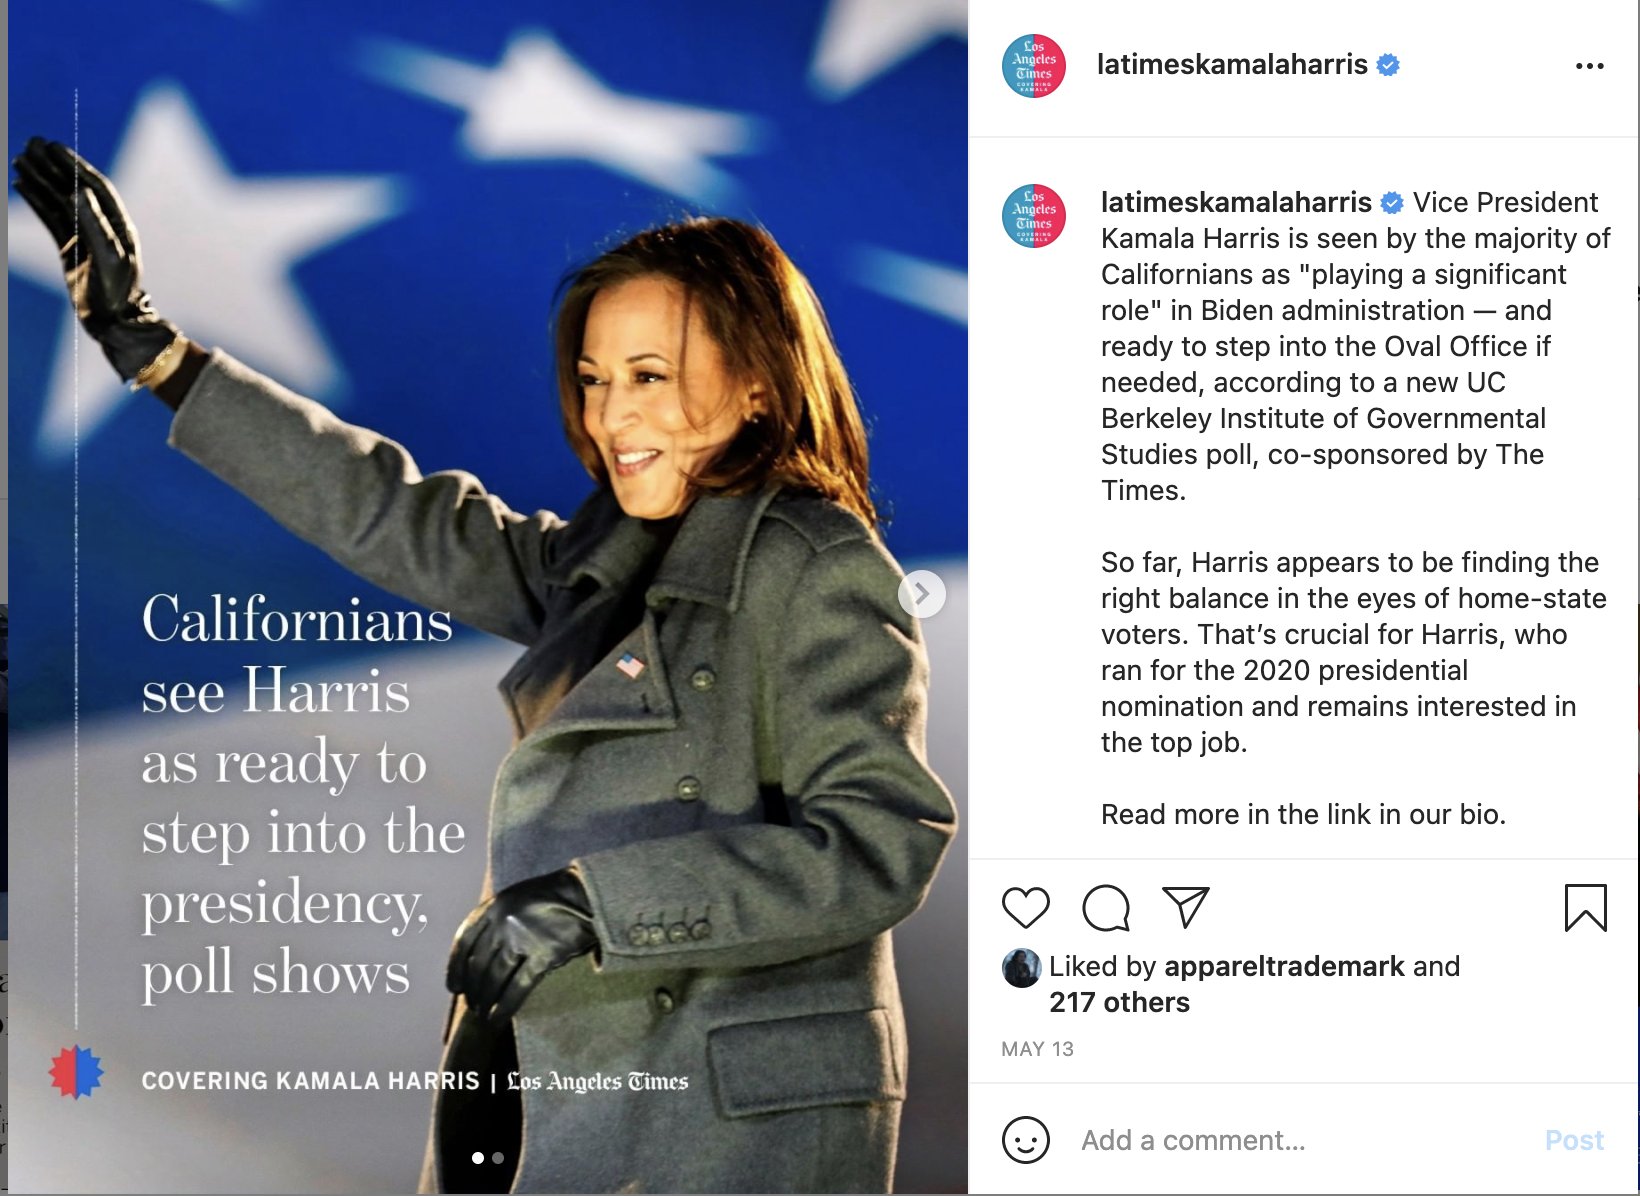 Californians
see Harris
as ready to
step into the
presidency,
poll shows
COVERING KAMALA HARRIS | Los Angeles Times
Los
Angeles
Times
COVERING
KAMALA
latimeskamalaharris
Los
Angeles
Times
COVERING
KAMALA
latimeskamalaharris Vice President
Kamala Harris is seen by the majority of
Californians as "playing a significant
role" in Biden administration — and
ready to step into the Oval Office if
needed, according to a new UC
Berkeley Institute of Governmental
Studies poll, co-sponsored by The
Times.
So far, Harris appears to be finding the
right balance in the eyes of home-state
voters. That’s crucial for Harris, who
ran for the 2020 presidential
nomination and remains interested in
the top job.
Read more in the link in our bio.
Liked by appareltrademark and
217 others
MAY 13
Add a comment... Post